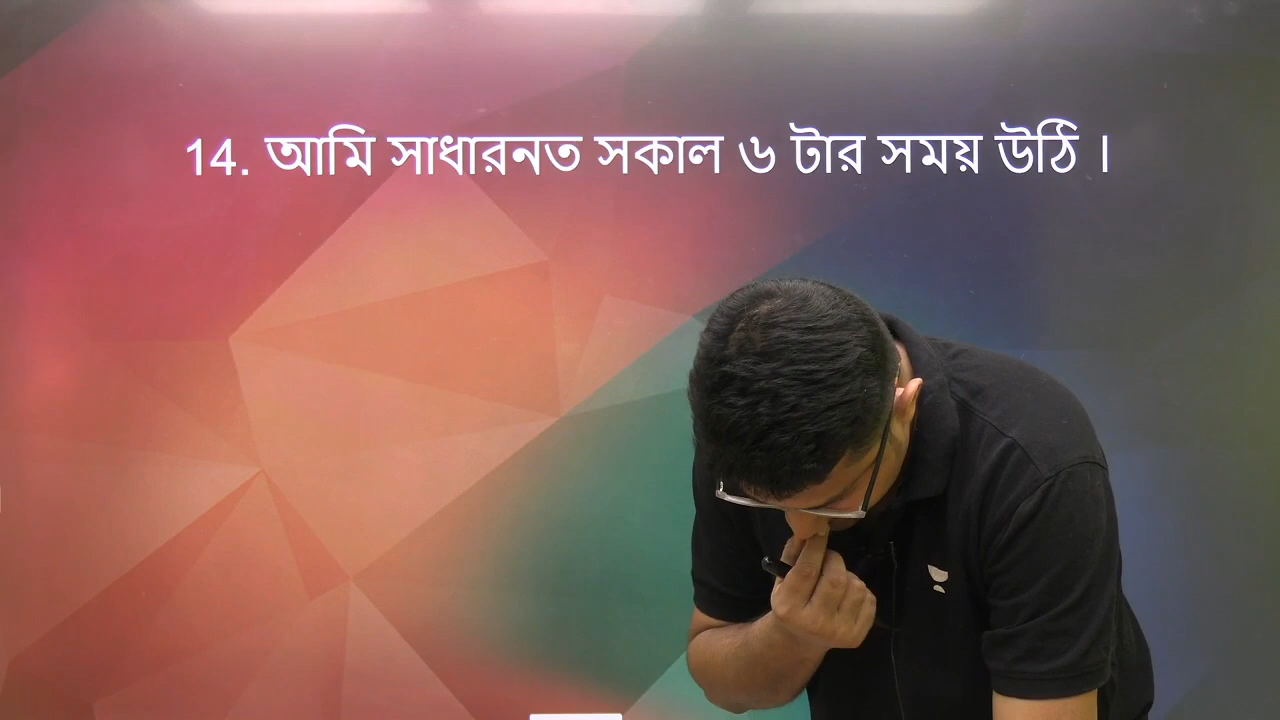 14. আমি সাধারনত সকাল ৬ টার সময় উঠি ।